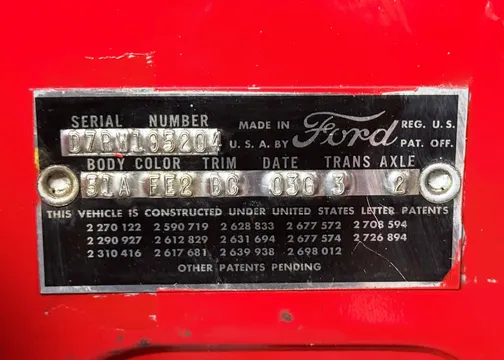 SERIAL NUMBER
D7RW105204
MADE IN
U.S.A. BY
Ford
REG. U.S.
PAT. OFF.
BODY COLOR TRIM DATE TRANS AXLE
51A FE2 BG 03G 3 2
THIS VEHICLE IS CONSTRUCTED UNDER UNITED STATES LETTER PATENTS
2 270 122 2 590 719 2 628 833 2 677 572 2 708 594
2 290 927 2 612 829 2 631 694 2 677 574 2 726 894
2 310 416 2 617 681 2 639 938 2 698 012
OTHER PATENTS PENDING